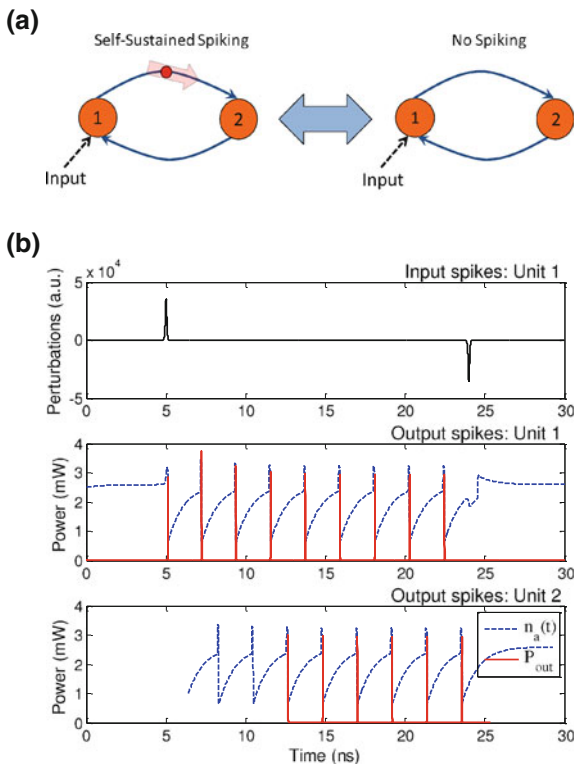 (a)
Self-Sustained Spiking
No Spiking
1
2
1
2
Input
Input
(b)
x 10^4
Input spikes: Unit 1
Perturbations (a.u.)
5
0
-5
0 5 10 15 20 25 30
Output spikes: Unit 1
Power (mW)
4
3
2
1
0
0 5 10 15 20 25 30
Output spikes: Unit 2
Power (mW)
4
3
2
1
0
n_a(t)
P_out
0 5 10 15 20 25 30
Time (ns)